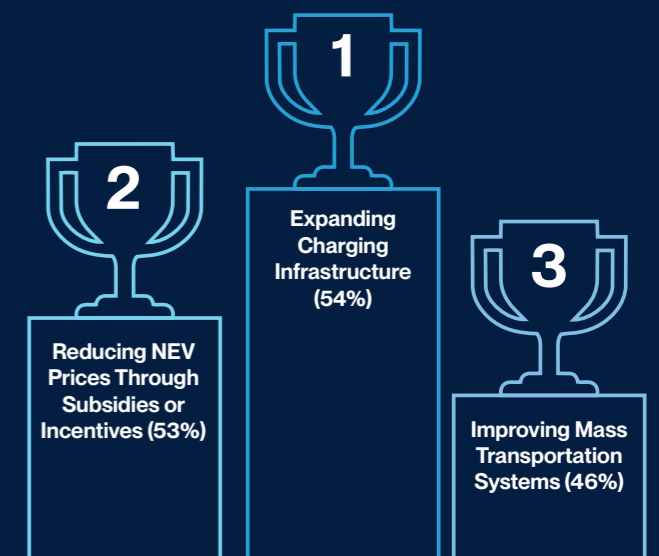 1
Expanding
Charging
Infrastructure
(54%)
2
Reducing NEV
Prices Through
Subsidies or
Incentives (53%)
3
Improving Mass
Transportation
Systems (46%)